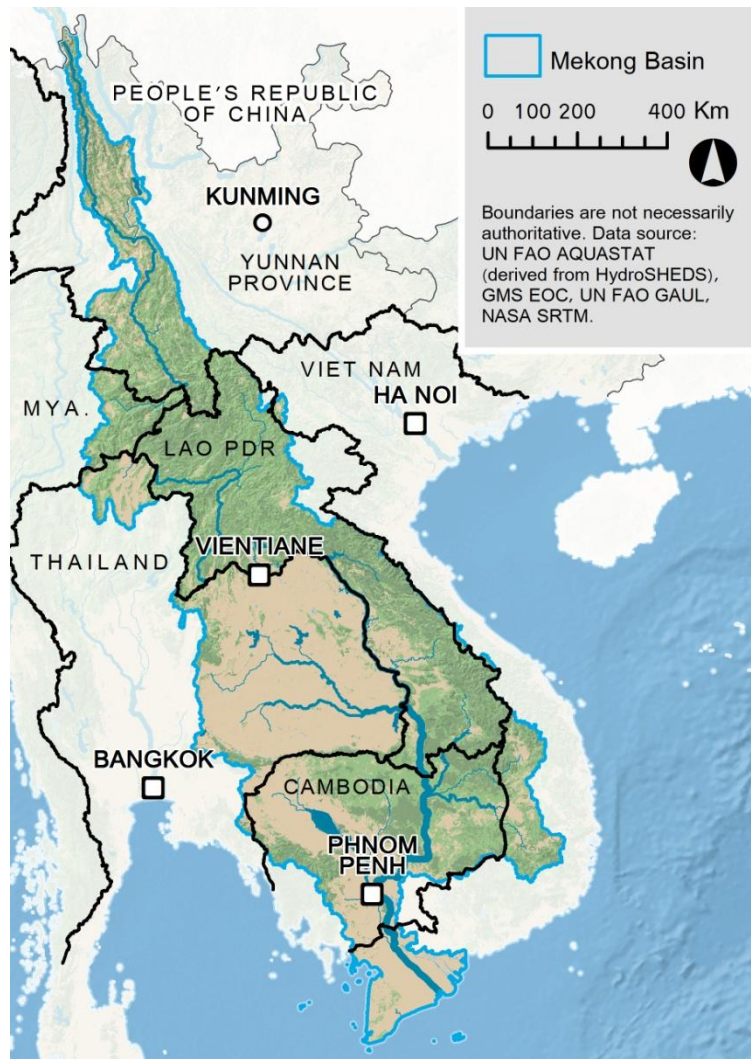 Mekong Basin
0 100 200 400 Km
Boundaries are not necessarily
authoritative. Data source:
UN FAO AQUASTAT
(derived from HydroSHEDS),
GMS EOC, UN FAO GAUL,
NASA SRTM.
PEOPLE'S REPUBLIC
OF CHINA
KUNMING
YUNNAN
PROVINCE
VIET NAM
HA NOI
MYA.
LAO PDR
THAILAND
VIENTIANE
BANGKOK
CAMBODIA
PHNOM
PENH